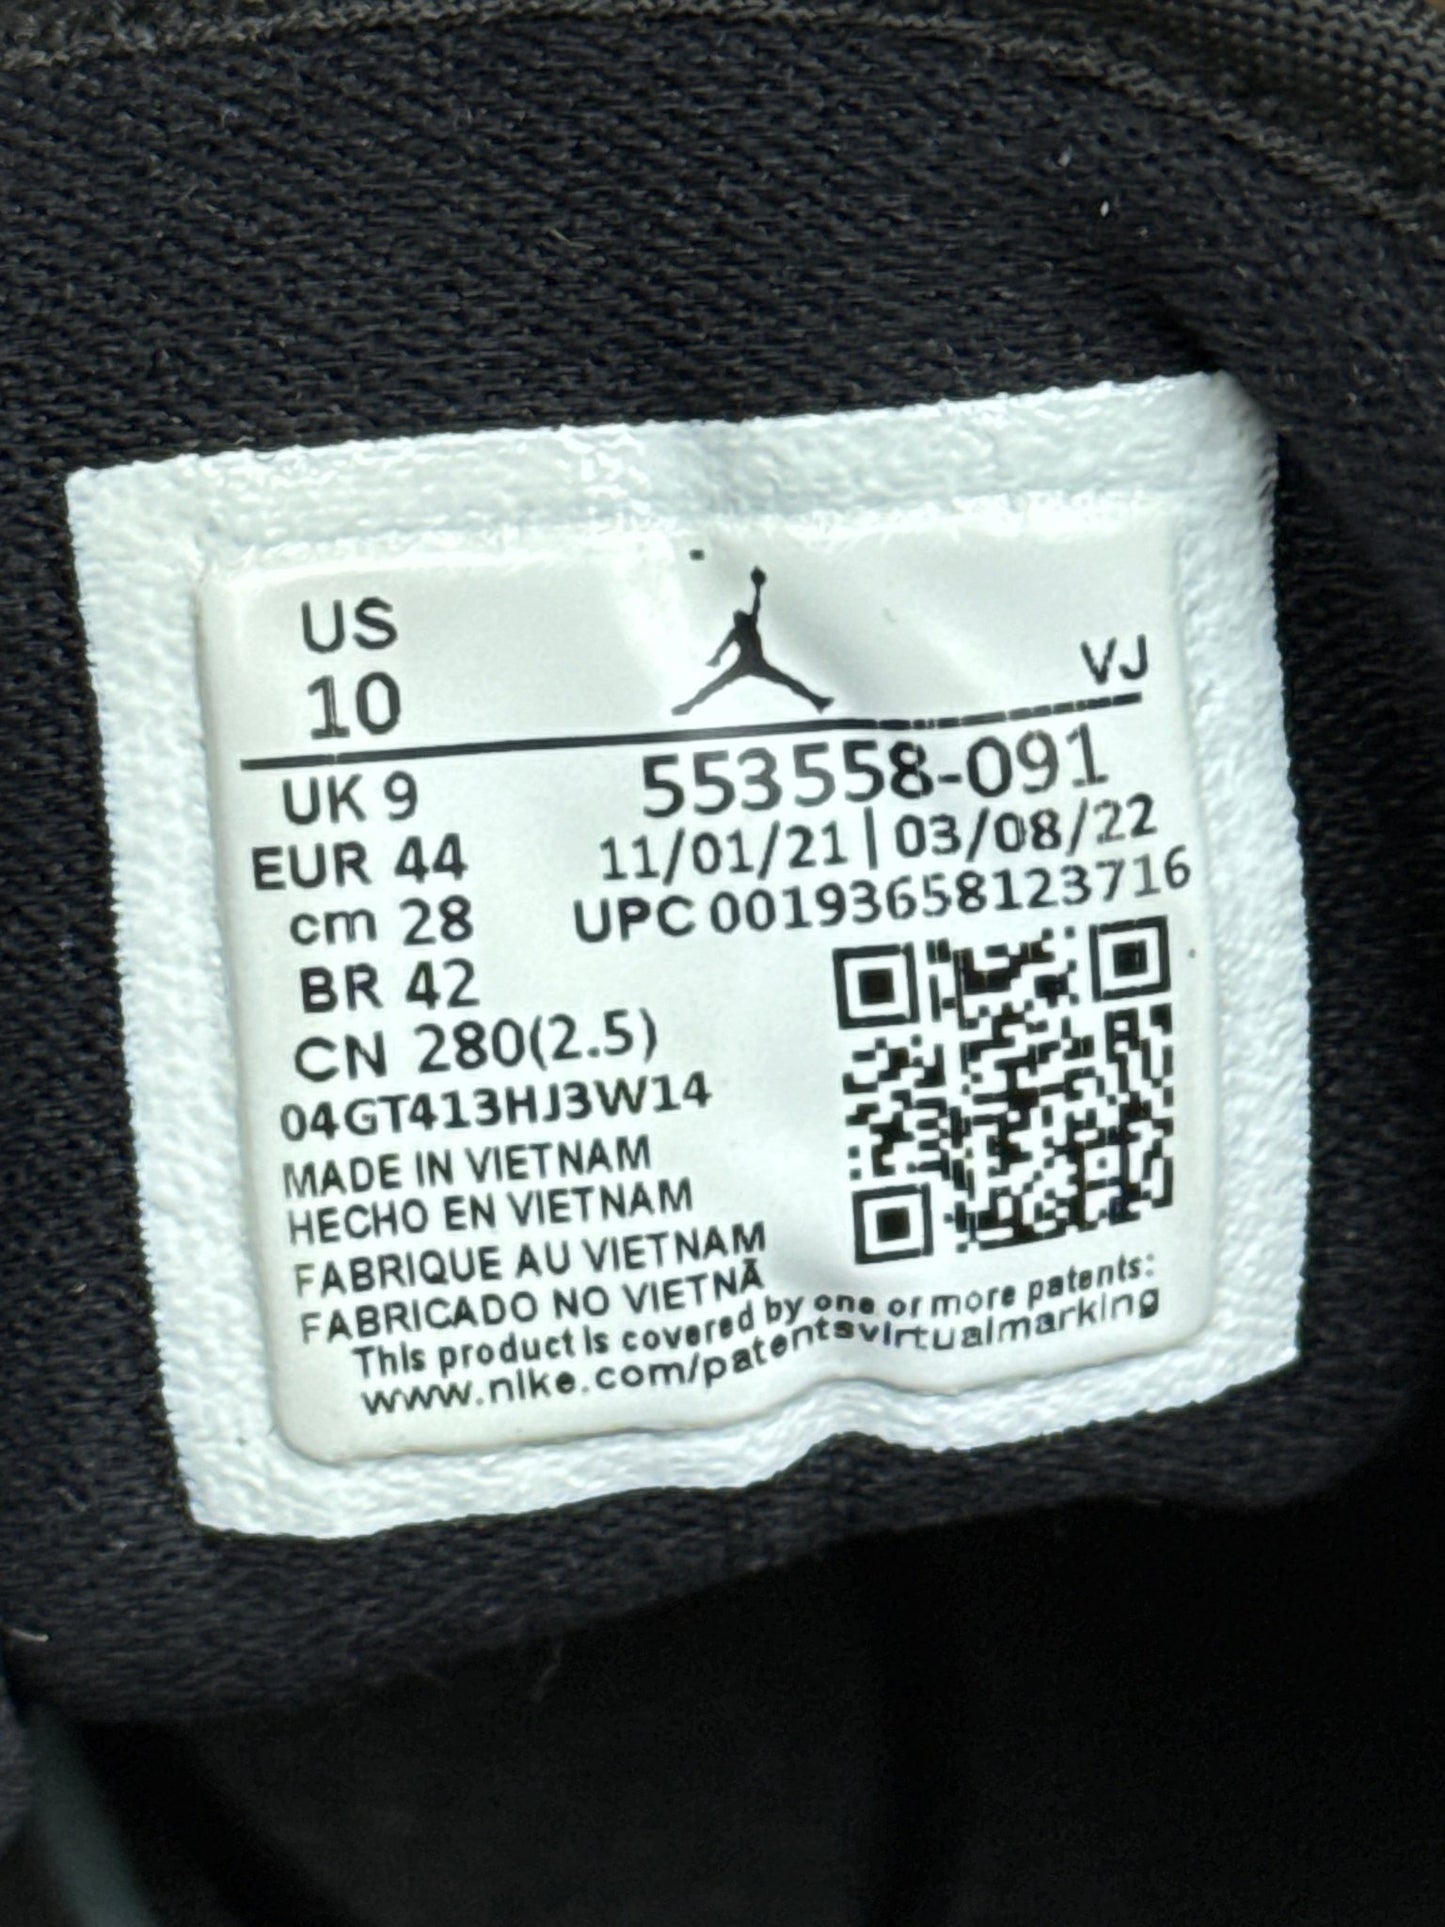 US
10
VJ
UK 9
553558-091
EUR 44
11/01/21 | 03/08/22
cm 28
UPC 00193658123716
BR 42
CN 280(2.5)
04GT413HJ3W14
MADE IN VIETNAM
HECHO EN VIETNAM
FABRIQUE AU VIETNAM
FABRICADO NO VIETNÃ
This product is covered by one or more patents:
www.nike.com/patentsvirtualmarking